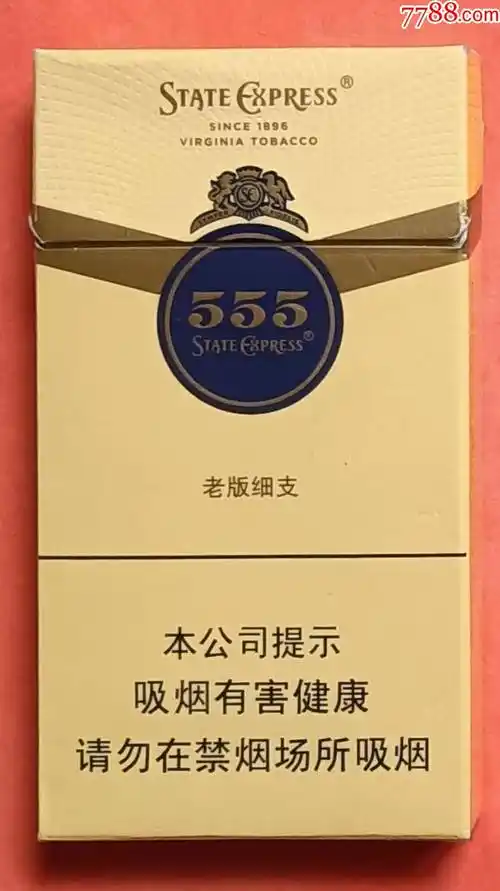 7788.com
STATE EXPRESS®
SINCE 1896
VIRGINIA TOBACCO
SE
555
STATE EXPRESS®
老版细支
本公司提示
吸烟有害健康
请勿在禁烟场所吸烟